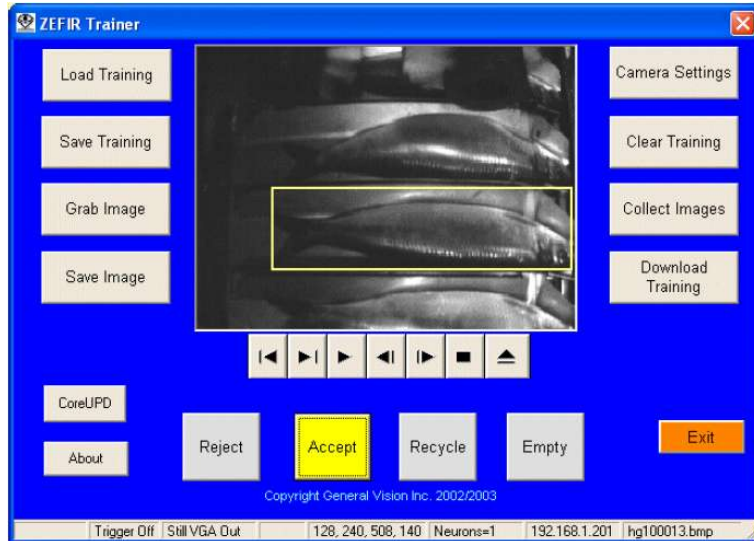 ZEFIR Trainer
Load Training
Camera Settings
Save Training
Clear Training
Grab Image
Collect Images
Save Image
Download
Training
CoreUPD
About
Reject
Accept
Recycle
Empty
Exit
Copyright General Vision Inc. 2002/2003
Trigger Off
Still VGA Out
128, 240, 508, 140
Neurons=1
192.168.1.201
hg100013.bmp